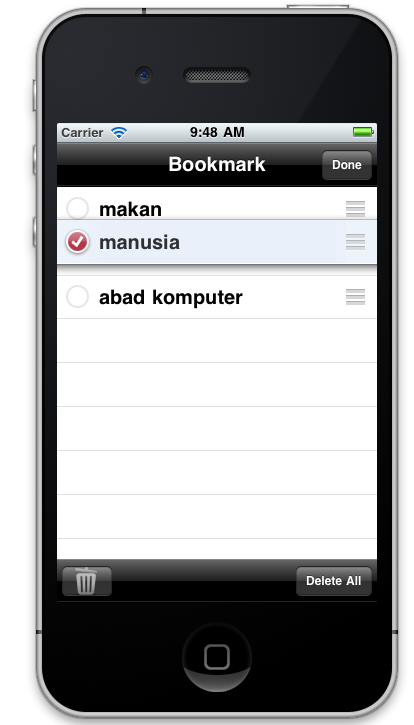 Carrier 9:48 AM
Bookmark Done
makan
manusia
abad komputer
Delete All